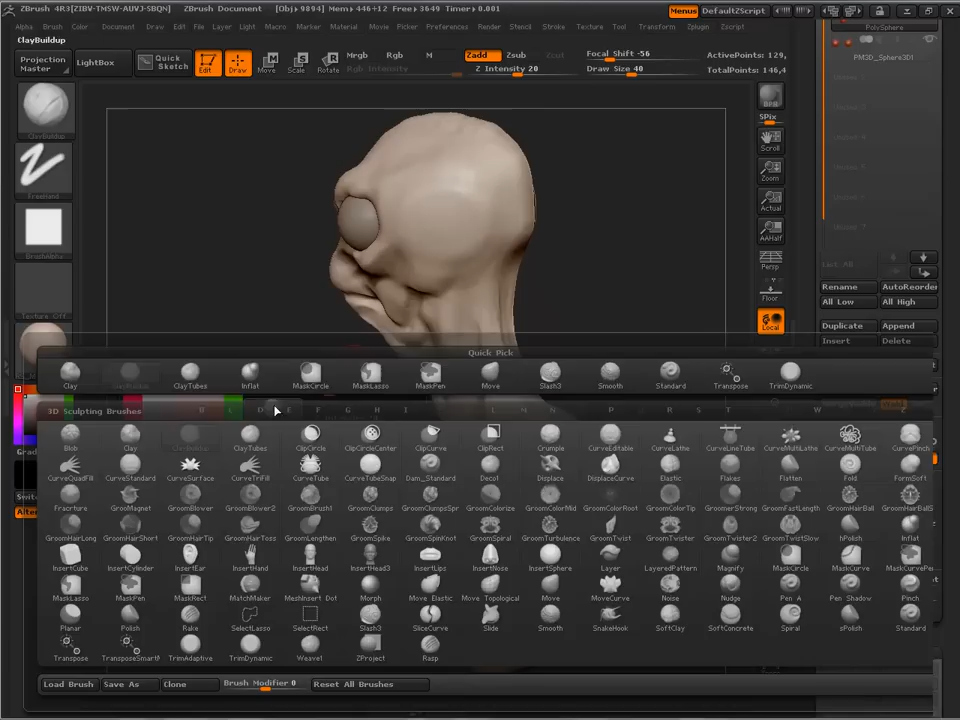 ZBrush 4R3[ZIBV-TMSW-AUVJ-SBQN] ZBrush Document [Obj▸ 9894] Mem▸446+12 Free▸3649 Timer▸0.001 Menus DefaultZScript
Alpha Brush Color Document Draw Edit File Layer Light Macro Marker Material Movie Picker Preferences Render Stencil Stroke Texture Tool Transform Zplugin Zscript
ClayBuildup
Projection Master LightBox Quick Sketch Edit Draw Move Scale Rotate
Mrgb Rgb M Zadd Zsub Zcut Focal Shift -56 ActivePoints: 129,
Rgb Intensity Z Intensity 20 Draw Size 40 TotalPoints: 146,4
PolySphere
PM3D_Sphere3D1
ClayBuildup
FreeHand
BrushAlpha
Texture Off
BPR
SPix
Scroll
Zoom
Actual
AAHalf
Persp
Floor
Local
List All
Rename AutoReorder
All Low All High
Duplicate Append
Insert Delete
Quick Pick
Clay ClayBuildup ClayTubes Inflat MaskCircle MaskLasso MaskPen Move Slash3 Smooth Standard Transpose TrimDynamic
3D Sculpting Brushes B C D E F G H I L M N P R S T W Z
Blob Clay ClayBuildup ClayTubes ClipCircle ClipCircleCenter ClipCurve ClipRect Crumple CurveEditable CurveLathe CurveLineTube CurveMultiLathe CurveMultiTube CurvePinch
CurveQuadFill CurveStandard CurveSurface CurveTriFill CurveTube CurveTubeSnap Dam_Standard Decol Displace DisplaceCurve Elastic Flakes Flatten Fold FormSoft
Fracture GrooMagnet GroomBlower GroomBlower2 GroomBrush1 GroomClumps GroomClumpsSpr GroomColorize GroomColorMid GroomColorRoot GroomColorTip GroomerStrong GroomFastLength GroomHairBall GroomHairBallS
GroomHairLong GroomHairShort GroomHairTip GroomHairToss GroomLengthen GroomSpike GroomSpinKnot GroomSpiral GroomTurbulence GroomTwist GroomTwister GroomTwister2 GroomTwistSlow hPolish Inflat
InsertCube InsertCylinder InsertEar InsertHand InsertHead InsertHead3 InsertLips InsertNose InsertSphere Layer LayeredPattern Magnify MaskCircle MaskCurve MaskCurvePen
MaskLasso MaskPen MaskRect MatchMaker MeshInsert Dot Morph Move Elastic Move Topological Move MoveCurve Noise Nudge Pen A Pen Shadow Pinch
Planar Polish Rake SelectLasso SelectRect Slash3 SliceCurve Slide Smooth SnakeHook SoftClay SoftConcrete Spiral sPolish Standard
Transpose TransposeSmartM TrimAdaptive TrimDynamic Weave1 ZProject Rasp
Load Brush Save As Clone Brush Modifier 0 Reset All Brushes